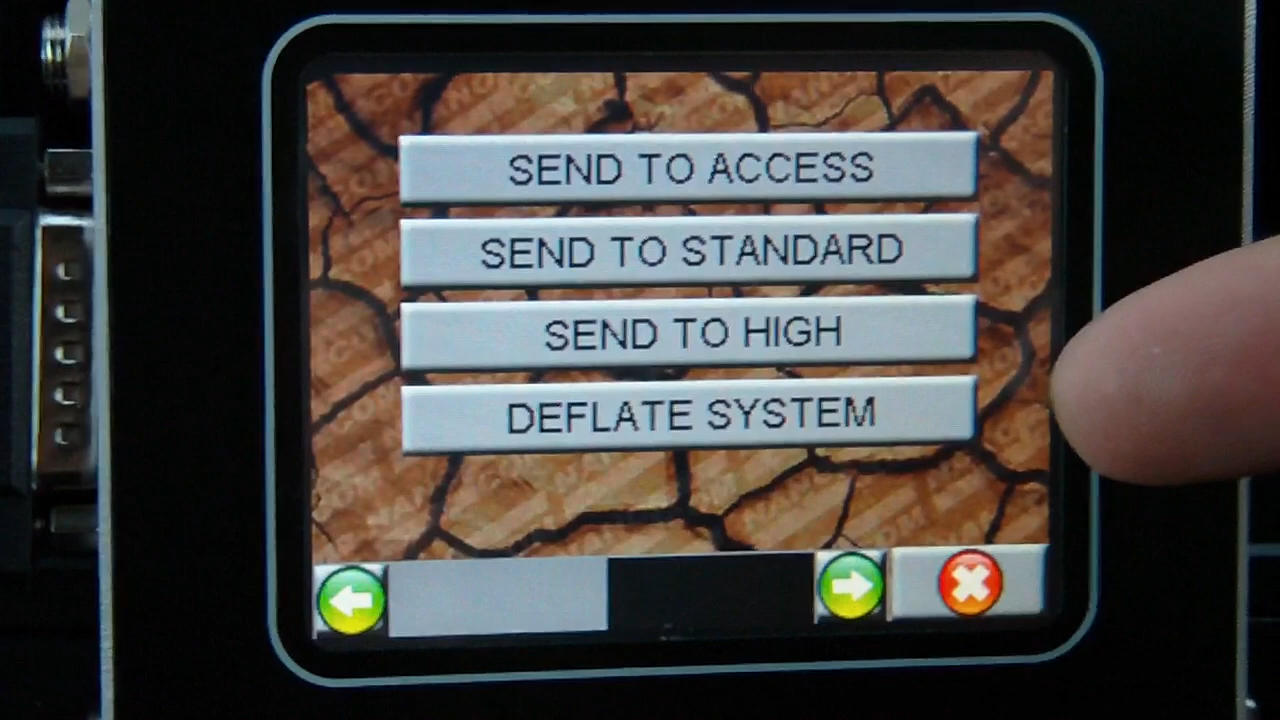 SEND TO ACCESS
SEND TO STANDARD
SEND TO HIGH
DEFLATE SYSTEM